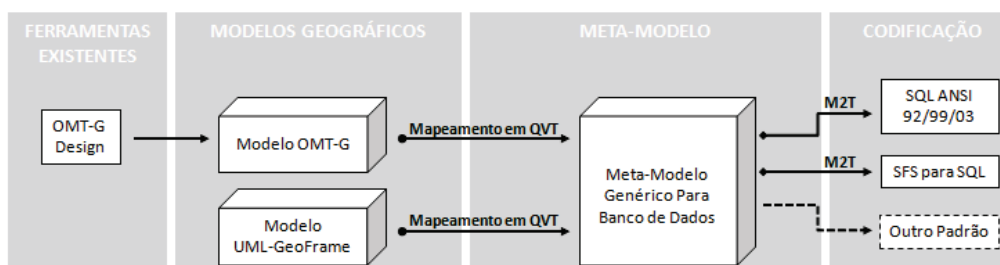 FERRAMENTAS
EXISTENTES
MODELOS GEOGRÁFICOS
META-MODELO
CODIFICAÇÃO
OMT-G
Design
Modelo OMT-G
Mapeamento em QVT
Modelo
UML-GeoFrame
Mapeamento em QVT
Meta-Modelo
Genérico Para
Banco de Dados
M2T
SQL ANSI
92/99/03
M2T
SFS para SQL
Outro Padrão